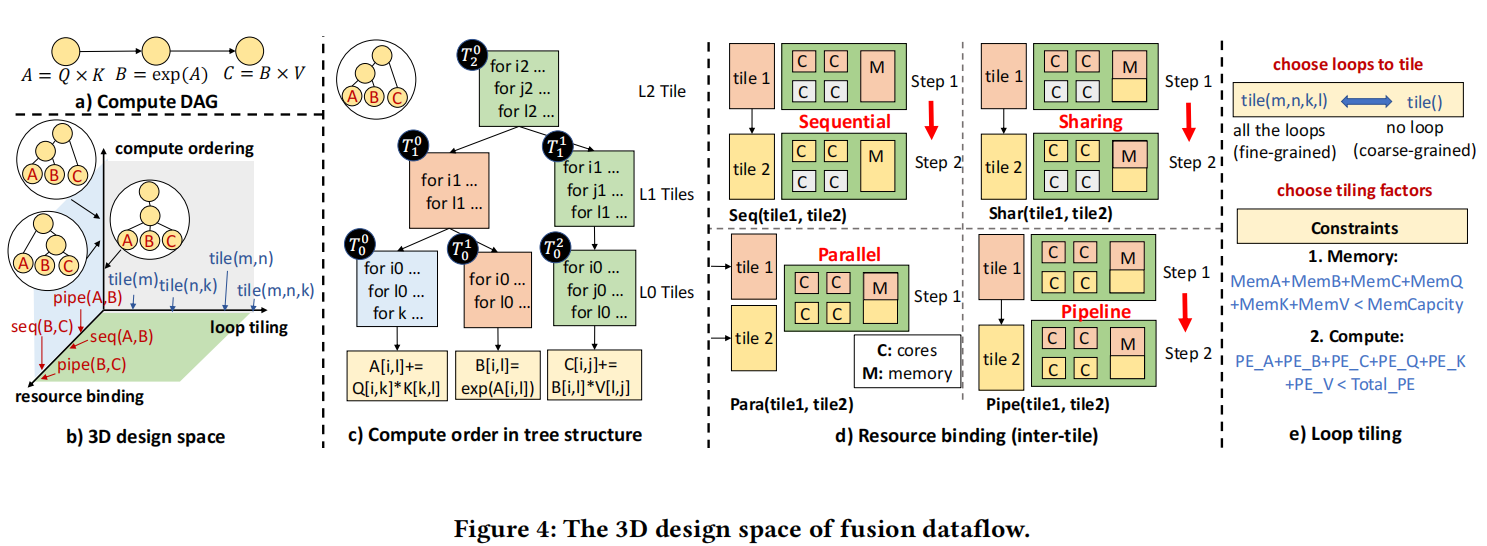 A = Q × K B = exp(A) C = B × V
a) Compute DAG
compute ordering
A B C
A B C
A B C
tile(m,n)
tile(m)
tile(n,k)
tile(m,n,k)
pipe(A,B)
loop tiling
seq(B,C)
seq(A,B)
pipe(B,C)
resource binding
b) 3D design space
A B C
T_2^0
for i2 ...
for j2 ...
for l2 ...
L2 Tile
T_1^0
for i1 ...
for l1 ...
T_1^1
for i1 ...
for j1 ...
for l1 ...
L1 Tiles
T_0^0
for i0 ...
for l0 ...
for k ...
T_0^1
for i0 ...
for l0 ...
T_0^2
for i0 ...
for j0 ...
for l0 ...
L0 Tiles
A[i,l]+=
Q[i,k]*K[k,l]
B[i,l]=
exp(A[i,l])
C[i,j]+=
B[i,l]*V[l,j]
c) Compute order in tree structure
tile 1
C C M
C C
Step 1
Sequential
tile 2
C C M
C C
Step 2
Seq(tile1, tile2)
tile 1
C C M
C C
Step 1
Sharing
tile 2
C C M
C C
Step 2
Shar(tile1, tile2)
Parallel
tile 1
C C M
C C
Step 1
tile 2
C: cores
M: memory
Para(tile1, tile2)
tile 1
C C M
C C
Step 1
Pipeline
tile 2
C C M
C C
Step 2
Pipe(tile1, tile2)
d) Resource binding (inter-tile)
choose loops to tile
tile(m,n,k,l) tile()
all the loops
(fine-grained)
no loop
(coarse-grained)
choose tiling factors
Constraints
1. Memory:
MemA+MemB+MemC+MemQ
+MemK+MemV < MemCapcity
2. Compute:
PE_A+PE_B+PE_C+PE_Q+PE_K
+PE_V < Total_PE
e) Loop tiling
Figure 4: The 3D design space of fusion dataflow.